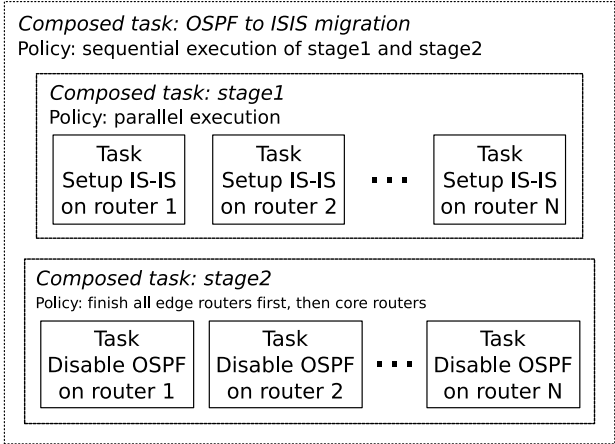 Composed task: OSPF to ISIS migration
Policy: sequential execution of stage1 and stage2
Composed task: stage1
Policy: parallel execution
Task
Setup IS-IS
on router 1
Task
Setup IS-IS
on router 2
...
Task
Setup IS-IS
on router N
Composed task: stage2
Policy: finish all edge routers first, then core routers
Task
Disable OSPF
on router 1
Task
Disable OSPF
on router 2
...
Task
Disable OSPF
on router N